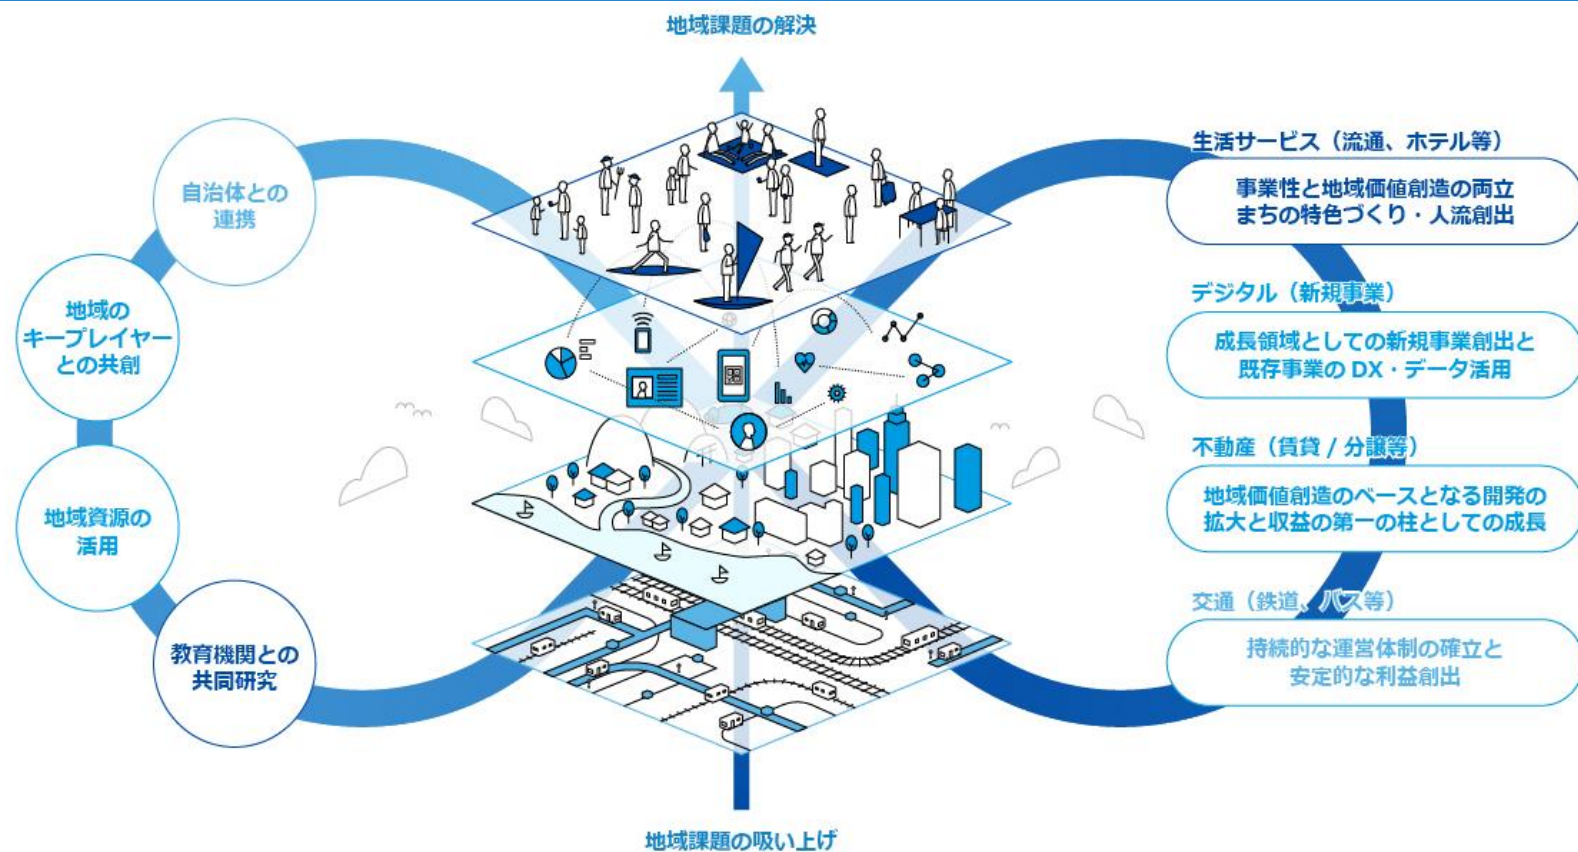 地域課題の解決
自治体との
連携
地域の
キープレイヤー
との共創
地域資源の
活用
教育機関との
共同研究
生活サービス（流通、ホテル等）
事業性と地域価値創造の両立
まちの特色づくり・人流創出
デジタル（新規事業）
成長領域としての新規事業創出と
既存事業の DX・データ活用
不動産（賃貸 / 分譲等）
地域価値創造のベースとなる開発の
拡大と収益の第一の柱としての成長
交通（鉄道、バス等）
持続的な運営体制の確立と
安定的な利益創出
地域課題の吸い上げ